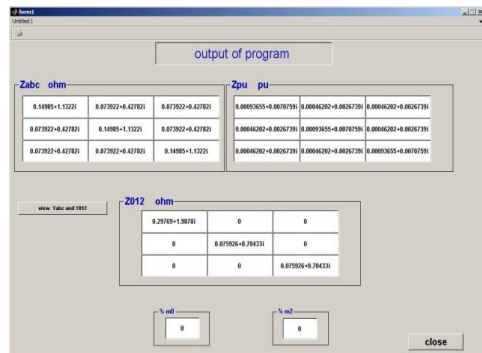 form1
Untitled 1
output of program
Zabc ohm
0.14985+1.1322i 0.073922+0.42782i 0.073922+0.42782i
0.073922+0.42782i 0.14985+1.1322i 0.073922+0.42782i
0.073922+0.42782i 0.073922+0.42782i 0.14985+1.1322i
Zpu pu
0.00093655+0.0070759i 0.00046202+0.0026739i 0.00046202+0.0026739i
0.00046202+0.0026739i 0.00093655+0.0070759i 0.00046202+0.0026739i
0.00046202+0.0026739i 0.00046202+0.0026739i 0.00093655+0.0070759i
view Yabc and Y012
Z012 ohm
0.29769+1.9878i 0 0
0 0.075926+0.70433i 0
0 0 0.075926+0.70433i
% m0
0
% m2
0
close